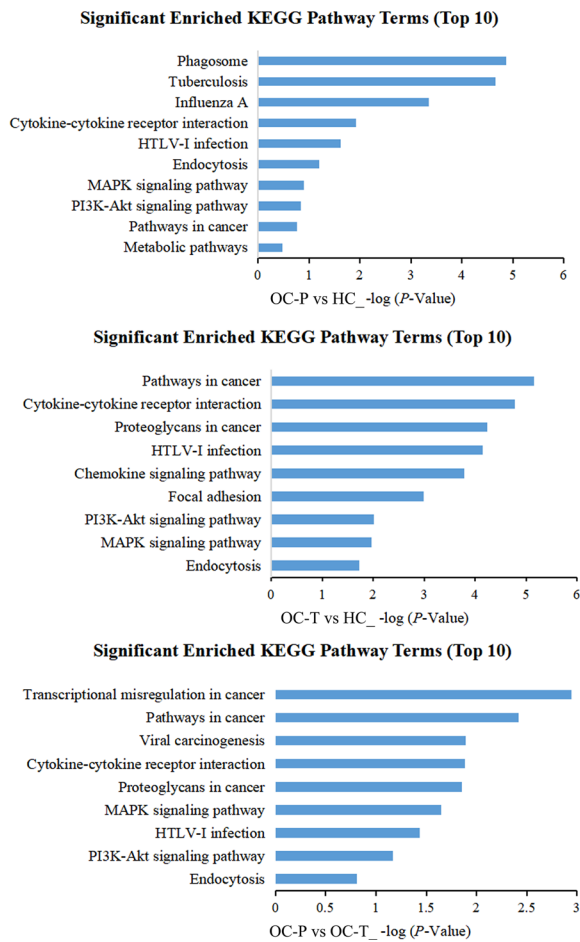 Significant Enriched KEGG Pathway Terms (Top 10)
Phagosome
Tuberculosis
Influenza A
Cytokine-cytokine receptor interaction
HTLV-I infection
Endocytosis
MAPK signaling pathway
PI3K-Akt signaling pathway
Pathways in cancer
Metabolic pathways
0 1 2 3 4 5 6
OC-P vs HC_-log (P-Value)
Significant Enriched KEGG Pathway Terms (Top 10)
Pathways in cancer
Cytokine-cytokine receptor interaction
Proteoglycans in cancer
HTLV-I infection
Chemokine signaling pathway
Focal adhesion
PI3K-Akt signaling pathway
MAPK signaling pathway
Endocytosis
0 1 2 3 4 5 6
OC-T vs HC_ -log (P-Value)
Significant Enriched KEGG Pathway Terms (Top 10)
Transcriptional misregulation in cancer
Pathways in cancer
Viral carcinogenesis
Cytokine-cytokine receptor interaction
Proteoglycans in cancer
MAPK signaling pathway
HTLV-I infection
PI3K-Akt signaling pathway
Endocytosis
0 0.5 1 1.5 2 2.5 3
OC-P vs OC-T_ -log (P-Value)